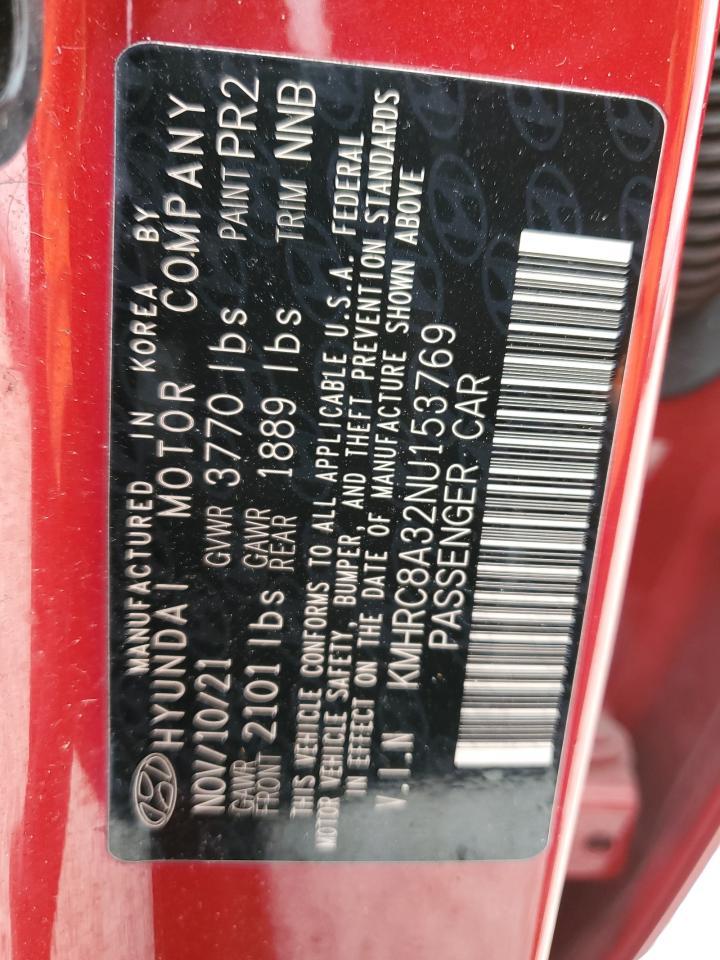 MANUFACTURED IN KOREA BY
HYUNDAI MOTOR COMPANY
NOV/10/21 GVWR 3770 lbs PAINT PR2
GAWR FRONT 2101 lbs GAWR REAR 1889 lbs TRIM NNB
THIS VEHICLE CONFORMS TO ALL APPLICABLE U.S.A. FEDERAL
MOTOR VEHICLE SAFETY, BUMPER, AND THEFT PREVENTION STANDARDS
IN EFFECT ON THE DATE OF MANUFACTURE SHOWN ABOVE
V.I.N KMHRC8A32NU153769
PASSENGER CAR